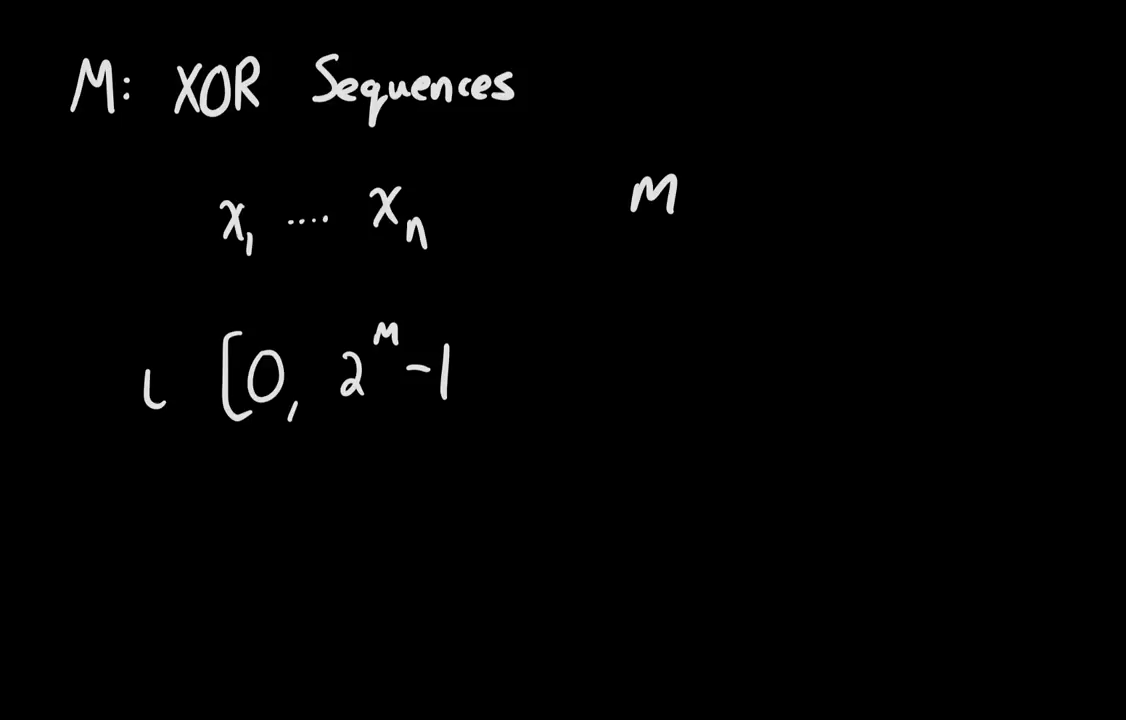 M: XOR Sequences
x₁ .... xₙ M
[0, 2ᴹ-1